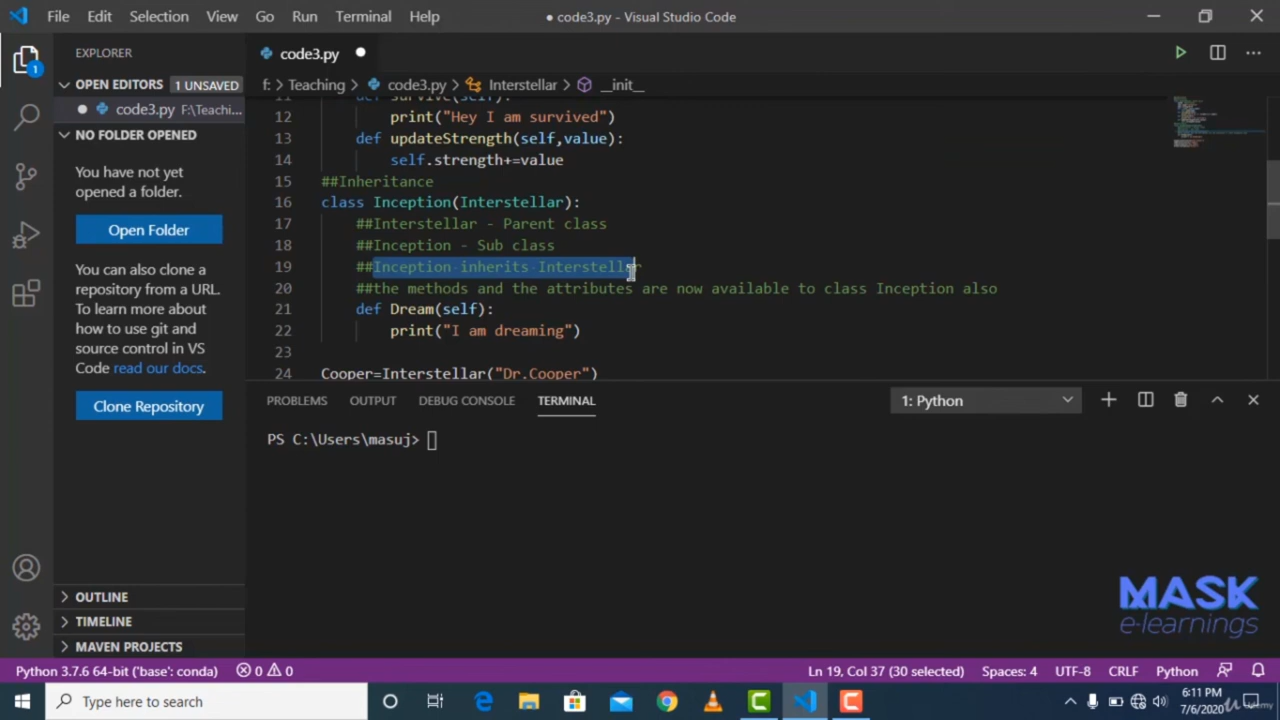 File Edit Selection View Go Run Terminal Help
● code3.py - Visual Studio Code
EXPLORER
OPEN EDITORS 1 UNSAVED
code3.py F:\Teachi...
NO FOLDER OPENED
You have not yet
opened a folder.
Open Folder
You can also clone a
repository from a URL.
To learn more about
how to use git and
source control in VS
Code read our docs.
Clone Repository
OUTLINE
TIMELINE
MAVEN PROJECTS
1
code3.py
f: > Teaching > code3.py > Interstellar > __init__
11 def survive(self):
12 print("Hey I am survived")
13 def updateStrength(self,value):
14 self.strength+=value
15 ##Inheritance
16 class Inception(Interstellar):
17 ##Interstellar - Parent class
18 ##Inception - Sub class
19 ##Inception inherits Interstellar
20 ##the methods and the attributes are now available to class Inception also
21 def Dream(self):
22 print("I am dreaming")
23
24 Cooper=Interstellar("Dr.Cooper")
PROBLEMS OUTPUT DEBUG CONSOLE TERMINAL 1: Python
PS C:\Users\masuj>
MASK
e-learnings
Python 3.7.6 64-bit ('base': conda) 0 0 Ln 19, Col 37 (30 selected) Spaces: 4 UTF-8 CRLF Python
Type here to search
6:11 PM
7/6/2020
Udemy